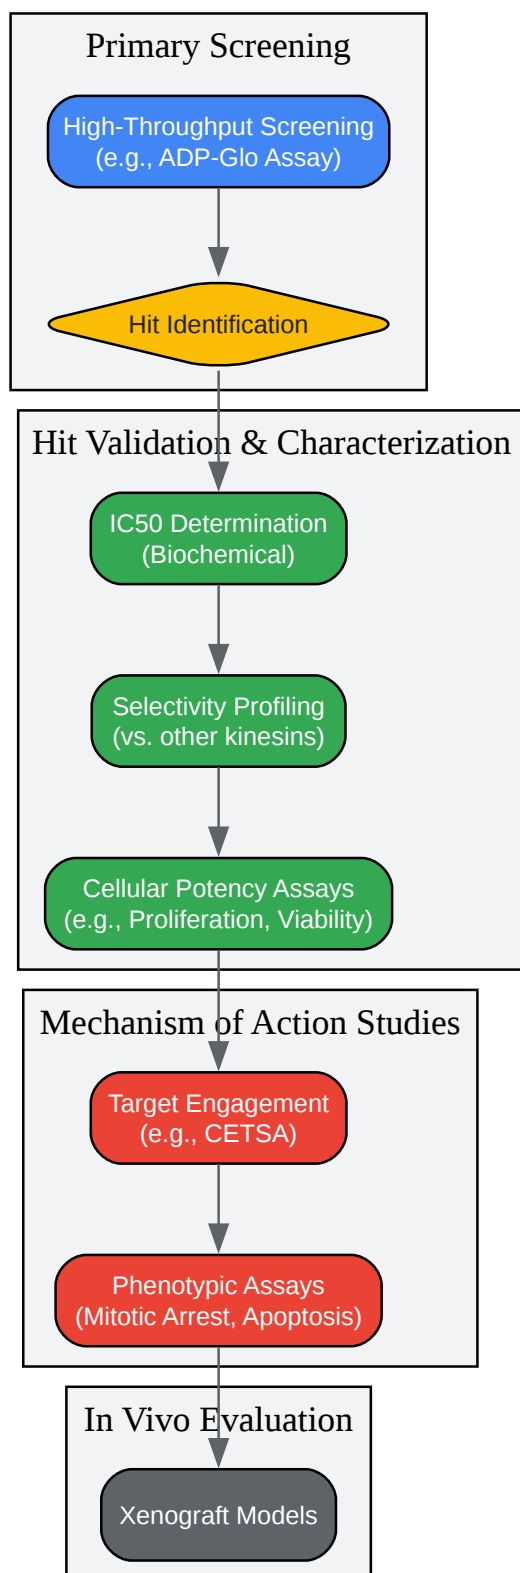 Primary Screening
High-Throughput Screening
(e.g., ADP-Glo Assay)
Hit Identification
Hit Validation & Characterization
IC50 Determination
(Biochemical)
Selectivity Profiling
(vs. other kinesins)
Cellular Potency Assays
(e.g., Proliferation, Viability)
Mechanism of Action Studies
Target Engagement
(e.g., CETSA)
Phenotypic Assays
(Mitotic Arrest, Apoptosis)
In Vivo Evaluation
Xenograft Models